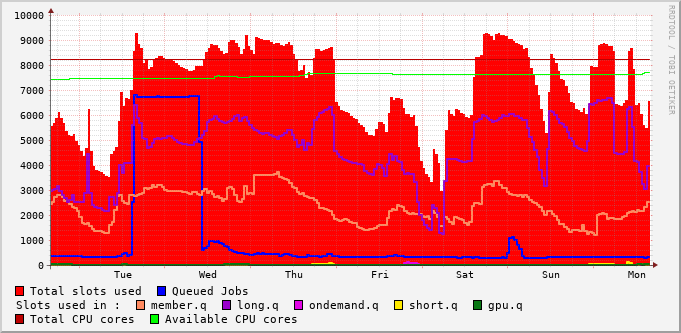 RRDTOOL / TOBI OETIKER
10000
9000
8000
7000
6000
5000
4000
3000
2000
1000
0
Tue Wed Thu Fri Sat Sun Mon
Total slots used Queued Jobs
Slots used in : member.q long.q ondemand.q short.q gpu.q
Total CPU cores Available CPU cores